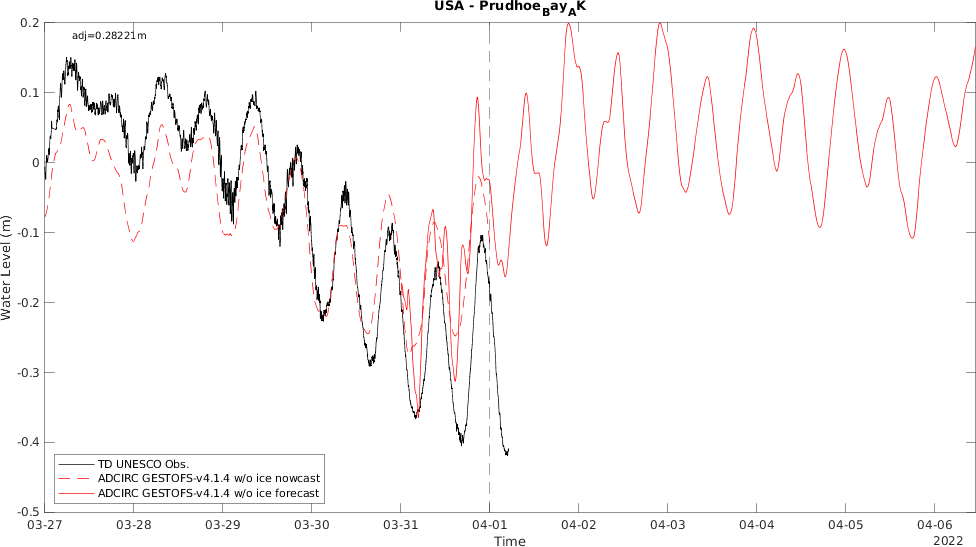 USA - PrudhoeBayAK
adj=0.28221m
0.2
0.1
0
-0.1
-0.2
-0.3
-0.4
-0.5
Water Level (m)
TD UNESCO Obs.
ADCIRC GESTOFS-v4.1.4 w/o ice nowcast
ADCIRC GESTOFS-v4.1.4 w/o ice forecast
03-27 03-28 03-29 03-30 03-31 04-01 04-02 04-03 04-04 04-05 04-06
Time
2022